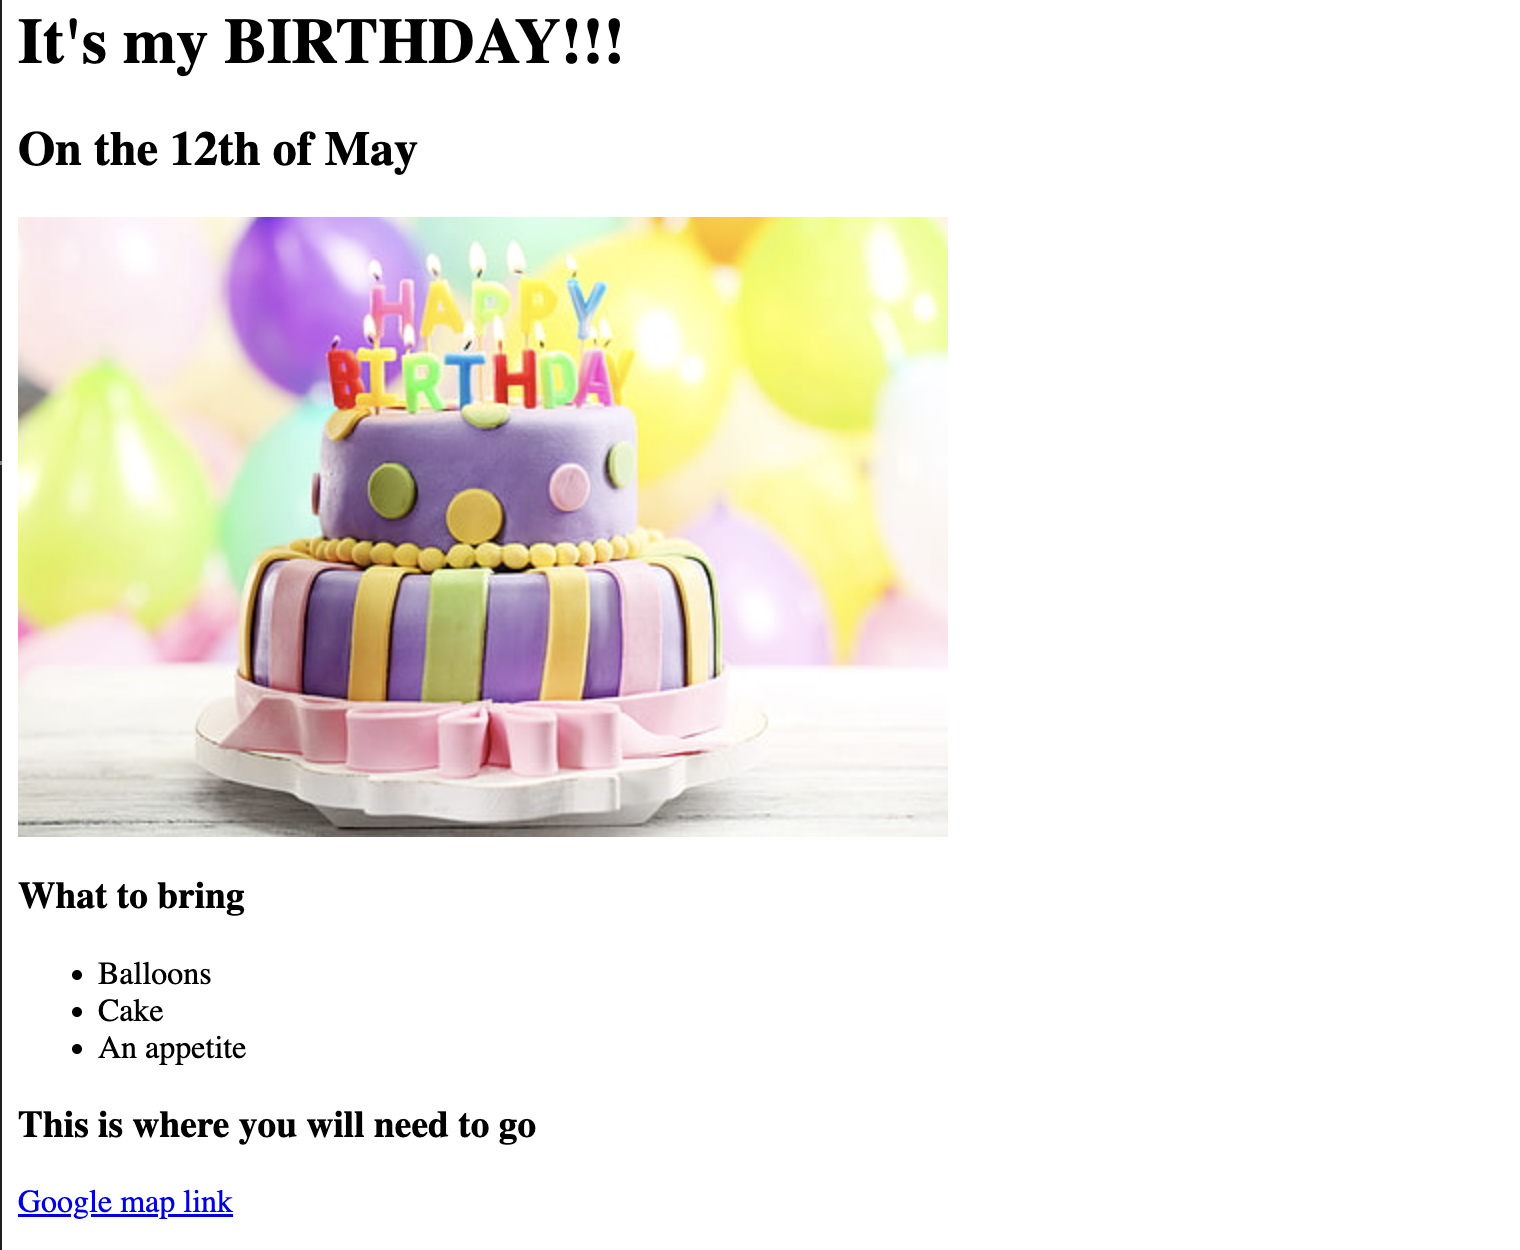 It's my BIRTHDAY!!!
On the 12th of May
HAPPY
BIRTHDAY
What to bring
Balloons
Cake
An appetite
This is where you will need to go
Google map link